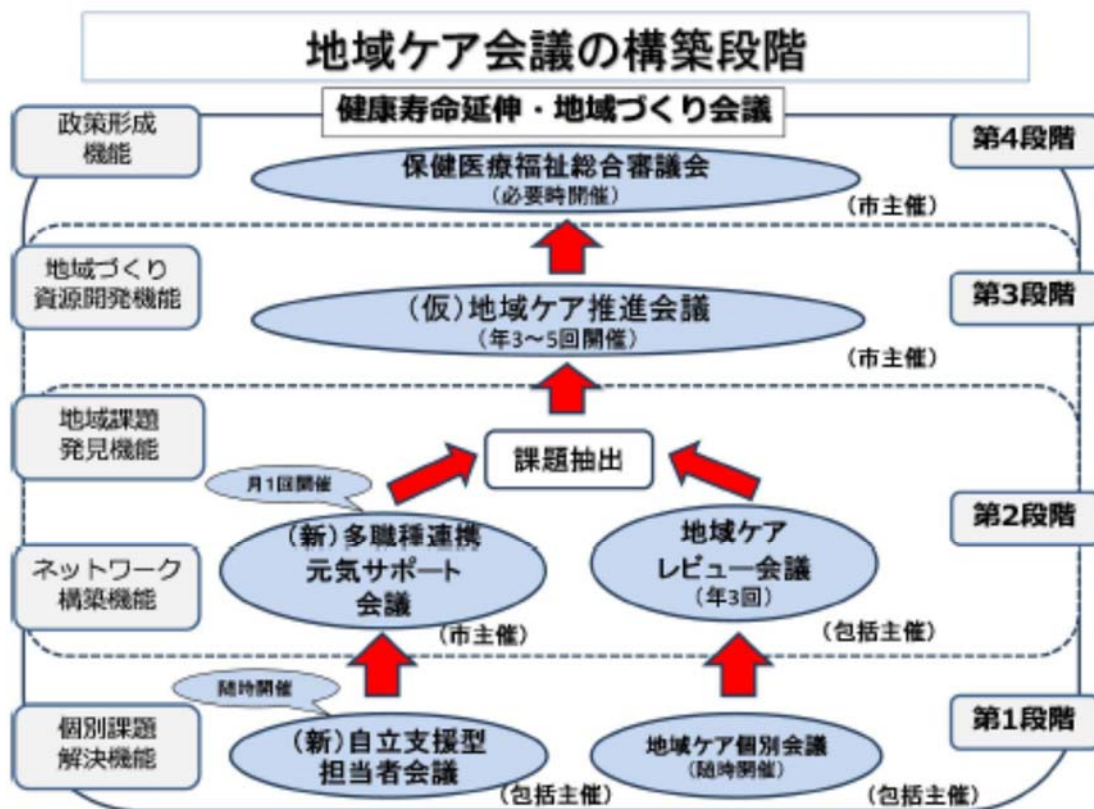 地域ケア会議の構築段階
健康寿命延伸・地域づくり会議
政策形成
機能
第4段階
保健医療福祉総合審議会
(必要時開催)
(市主催)
地域づくり
資源開発機能
第3段階
(仮)地域ケア推進会議
(年3~5回開催)
(市主催)
地域課題
発見機能
課題抽出
月1回開催
(新)多職種連携
元気サポート
会議
(市主催)
地域ケア
レビュー会議
(年3回)
(包括主催)
第2段階
ネットワーク
構築機能
随時開催
個別課題
解決機能
(新)自立支援型
担当者会議
(包括主催)
地域ケア個別会議
(随時開催)
(包括主催)
第1段階